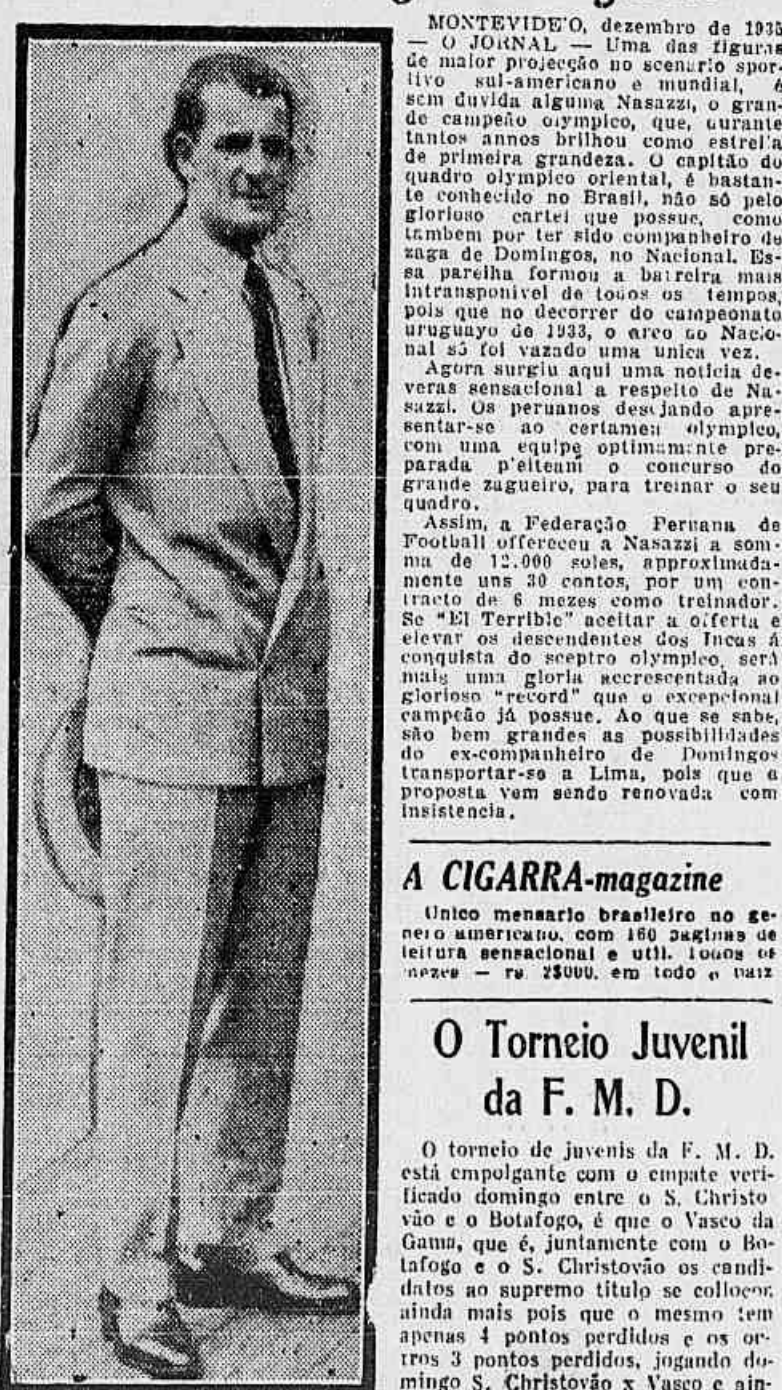 MONTEVIDE'O, dezembro de 1935
— O JORNAL — Uma das figuras
de maior projecção no scenario spor-
tivo sul-americano e mundial, é
sem duvida alguma Nasazzi, o gran-
de campeão olympico, que, durante
tantos annos brilhou como estrella
de primeira grandeza. O capitão do
quadro olympico oriental, é bastan-
te conhecido no Brasil, não só pelo
glorioso cartel que possue, como
tambem por ter sido companheiro de
zaga de Domingos, no Nacional. Es-
sa parelha formou a barreira mais
intransponivel de todos os tempos,
pois que no decorrer do campeonato
uruguayo de 1933, o arco do Nacio-
nal só foi vazado uma unica vez.
Agora surgiu aqui uma noticia de-
veras sensacional a respeito de Na-
sazzi. Os peruanos desejando apre-
sentar-se ao certamen olympico,
com uma equipe optimamente pre-
parada p'eiteam o concurso do
grande zagueiro, para treinar o seu
quadro.
Assim, a Federação Peruana de
Football offereceu a Nasazzi a som-
ma de 12.000 soles, approximada-
mente uns 30 contos, por um con-
tracto de 6 mezes como treinador.
Se "El Terrible" aceitar a offerta e
elevar os descendentes dos Incas á
conquista do sceptro olympico, será
mais uma gloria accrescentada ao
glorioso "record" que o excepcional
campeão já possue. Ao que se sabe,
são bem grandes as possibilidades
do ex-companheiro de Domingos
transportar-se a Lima, pois que a
proposta vem sendo renovada com
insistencia.
A CIGARRA-magazine
Unico mensario brasileiro no ge-
nero americano, com 160 paginas de
leitura sensacional e util. Todos os
mezes — rs. 2$000, em todo o paiz
O Torneio Juvenil
da F. M. D.
O torneio de juvenis da F. M. D.
está empolgante com o empate veri-
ficado domingo entre o S. Christo
vão e o Botafogo, é que o Vasco da
Gama, que é, juntamente com o Bo-
tafogo e o S. Christovão os candi-
datos ao supremo titulo se collocor
ainda mais pois que o mesmo tem
apenas 4 pontos perdidos e os ou-
tros 3 pontos perdidos, jogando do-
mingo S. Christovão x Vasco e ain-